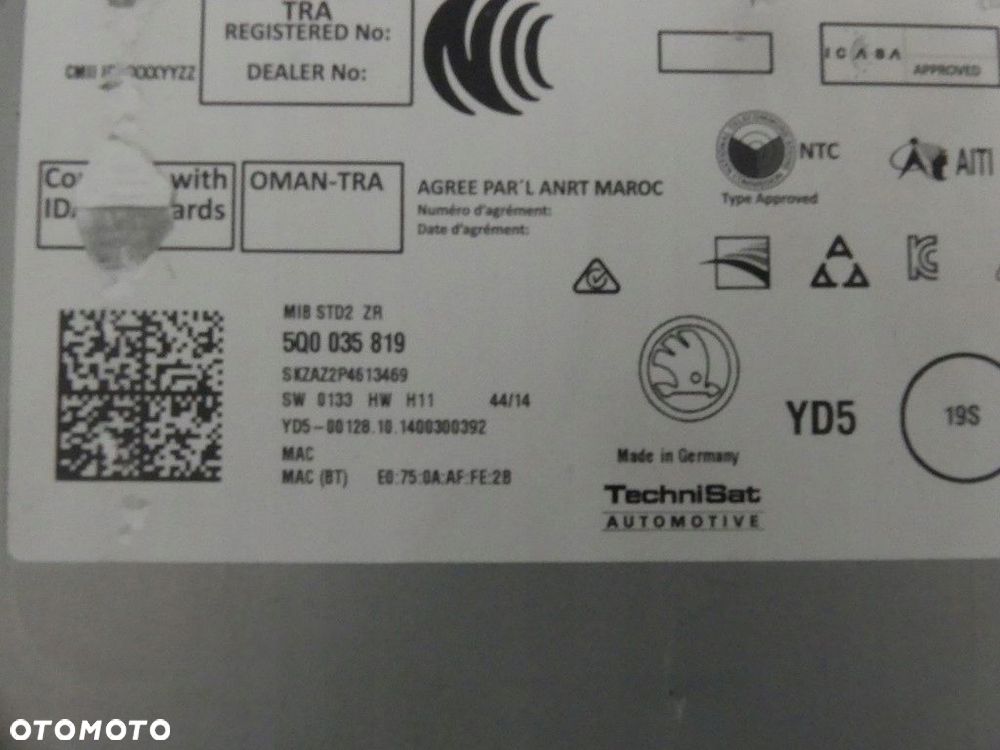 TRA
REGISTERED No:
DEALER No:
ICASA
APPROVED
NTC
Type Approved
AITI
with
OMAN-TRA
AGREE PAR´L ANRT MAROC
Numéro d'agrément:
Date d'agrément:
MIB STD2 ZR
5Q0 035 819
SKZAZ2P4613469
SW 0133 HW H11 44/14
YD5-00128.10.1400300392
MAC
MAC (BT) E0:75:0A:AF:FE:2B
Made in Germany
TechniSat
AUTOMOTIVE
YD5
19S
OTOMOTO